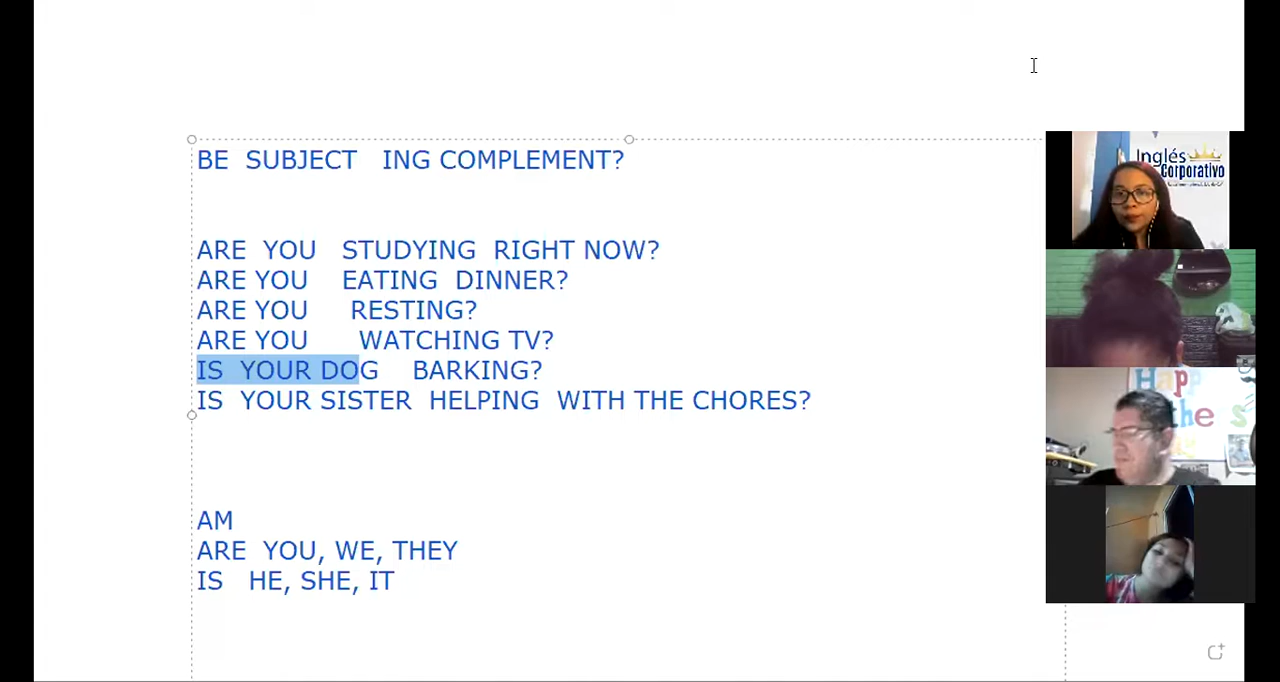 BE SUBJECT ING COMPLEMENT?
ARE YOU STUDYING RIGHT NOW?
ARE YOU EATING DINNER?
ARE YOU RESTING?
ARE YOU WATCHING TV?
IS YOUR DOG BARKING?
IS YOUR SISTER HELPING WITH THE CHORES?
AM
ARE YOU, WE, THEY
IS HE, SHE, IT
Inglés
Corporativo
Happ
the s